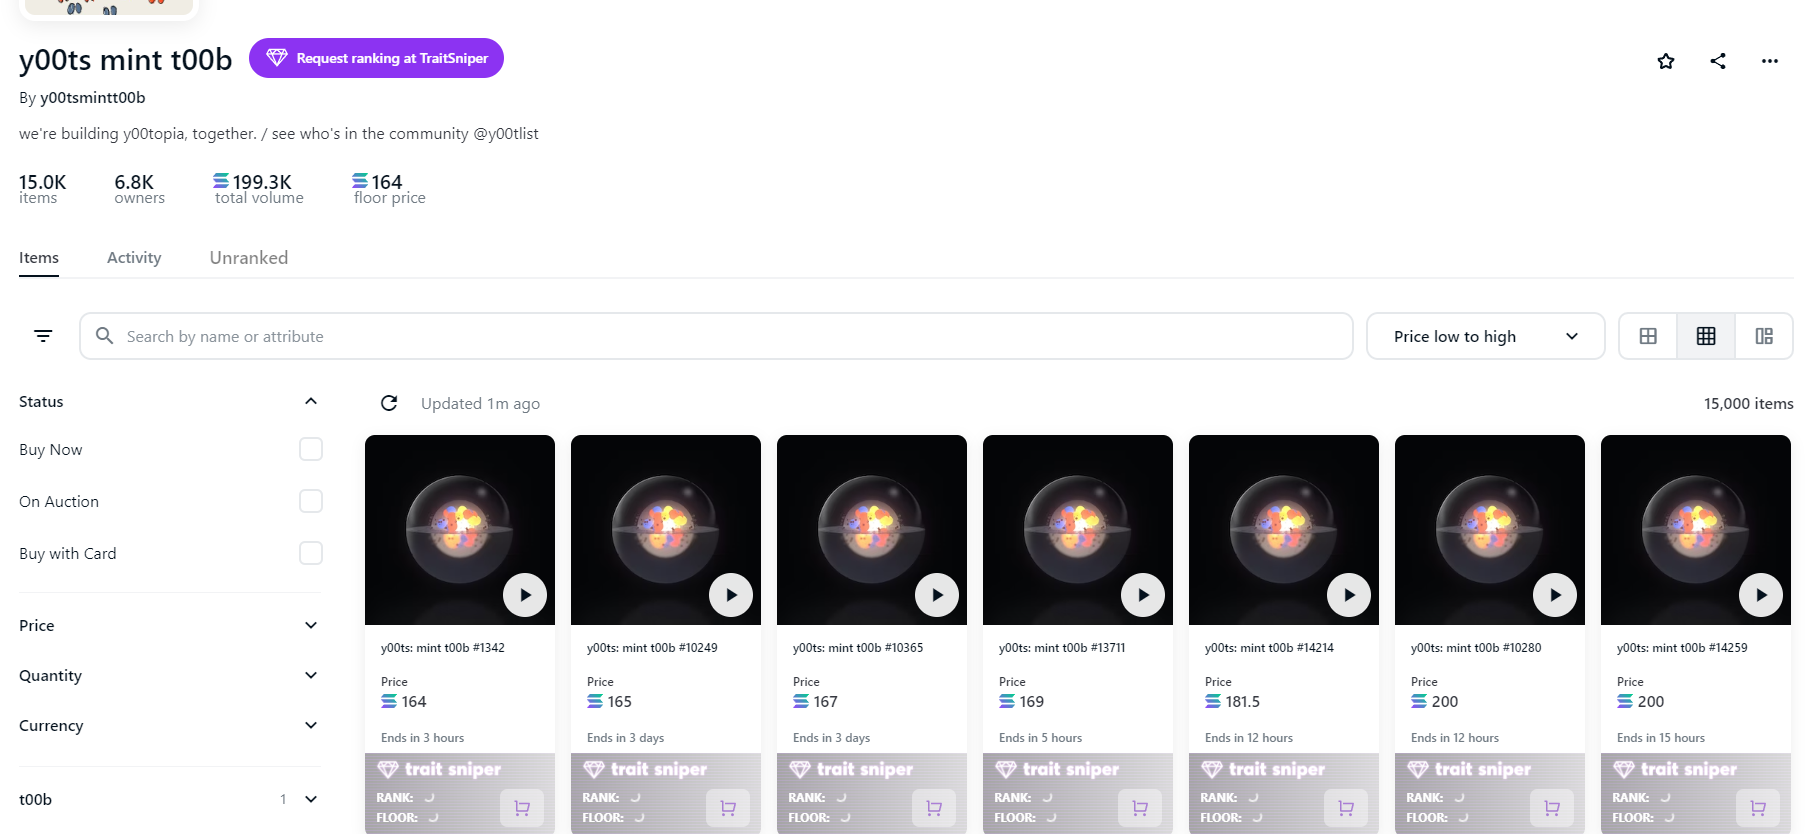 y00ts mint t00b
Request ranking at TraitSniper
By y00tsmintt00b
we're building y00topia, together. / see who's in the community @y00tlist
15.0K 6.8K 199.3K 164
items owners total volume floor price
Items Activity Unranked
Search by name or attribute
Price low to high
Status
Buy Now
On Auction
Buy with Card
Price
Quantity
Currency
t00b 1
Updated 1m ago
15,000 items
y00ts: mint t00b #1342
Price
164
Ends in 3 hours
trait sniper
RANK:
FLOOR:
y00ts: mint t00b #10249
Price
165
Ends in 3 days
trait sniper
RANK:
FLOOR:
y00ts: mint t00b #10365
Price
167
Ends in 3 days
trait sniper
RANK:
FLOOR:
y00ts: mint t00b #13711
Price
169
Ends in 5 hours
trait sniper
RANK:
FLOOR:
y00ts: mint t00b #14214
Price
181.5
Ends in 12 hours
trait sniper
RANK:
FLOOR:
y00ts: mint t00b #10280
Price
200
Ends in 12 hours
trait sniper
RANK:
FLOOR:
y00ts: mint t00b #14259
Price
200
Ends in 15 hours
trait sniper
RANK:
FLOOR: